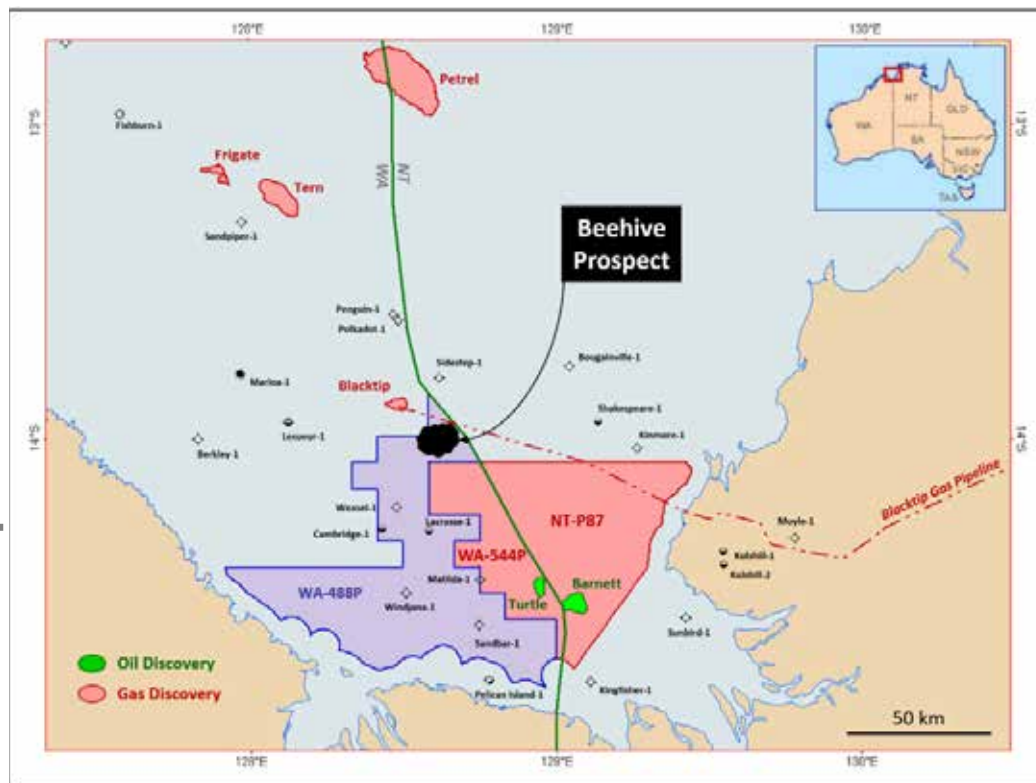 128°E
130°E
Petrel
13°S
13°S
Fishburn-1
Frigate
Tern
Sandpiper-1
WA
NT
Beehive
Prospect
WA
NT
QLD
SA
NSW
VIC
TAS
Penguin-1
Polkadot-1
Sidestep-1
Bougainville-1
Marina-1
Blacktip
Lesueur-1
Shakespeare-1
Berkley-1
Kinmore-1
14°S
14°S
Weasel-1
Cambridge-1
Lacrosse-1
NT-P87
Blacktip Gas Pipeline
Moyle-1
Kulshill-1
Kulshill-2
WA-544P
Matilda-1
WA-488P
Windjana-1
Turtle
Barnett
Sandbar-1
Sunbird-1
Oil Discovery
Gas Discovery
Pelican Island-1
Kingfisher-1
50 km
128°E
130°E